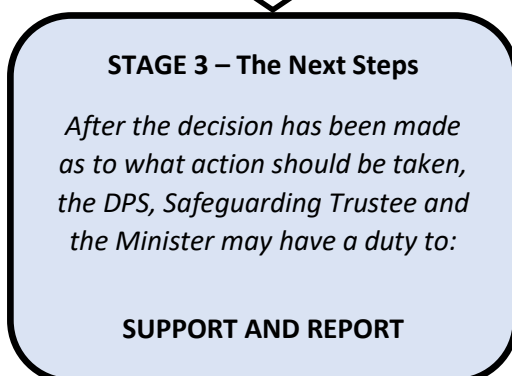 STAGE 3 – The Next Steps
After the decision has been made
as to what action should be taken,
the DPS, Safeguarding Trustee and
the Minister may have a duty to:
SUPPORT AND REPORT